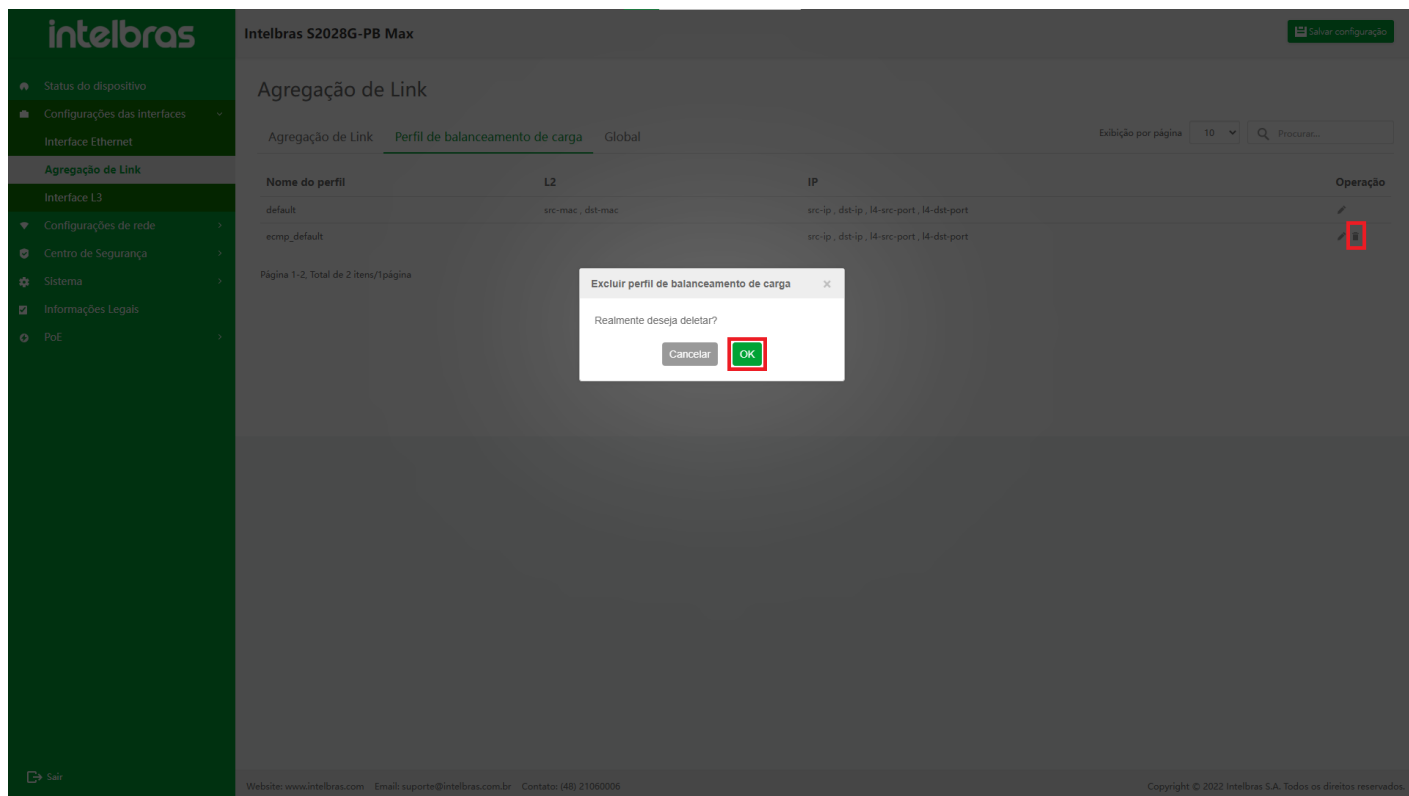 intelbras
Intelbras S2028G-PB Max
Salvar configuração
Status do dispositivo
Configurações das interfaces
Interface Ethernet
Agregação de Link
Interface L3
Configurações de rede
Centro de Segurança
Sistema
Informações Legais
PoE
Sair
Agregação de Link
Agregação de Link Perfil de balanceamento de carga Global
Exibição por página 10 Procurar...
Nome do perfil L2 IP Operação
default src-mac , dst-mac src-ip , dst-ip , l4-src-port , l4-dst-port
ecmp_default src-ip , dst-ip , l4-src-port , l4-dst-port
Página 1-2, Total de 2 itens/1página
Excluir perfil de balanceamento de carga ×
Realmente deseja deletar?
Cancelar OK
Website: www.intelbras.com Email: suporte@intelbras.com.br Contato: (48) 21060006
Copyright © 2022 Intelbras S.A. Todos os direitos reservados.